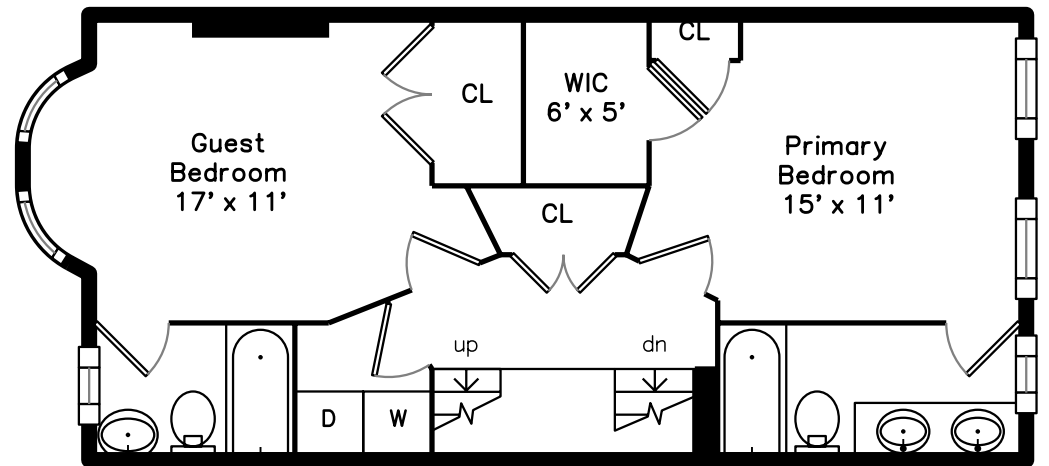 CL
WIC
6' x 5'
CL
Guest
Bedroom
17' x 11'
Primary
Bedroom
15' x 11'
CL
up
dn
D
W